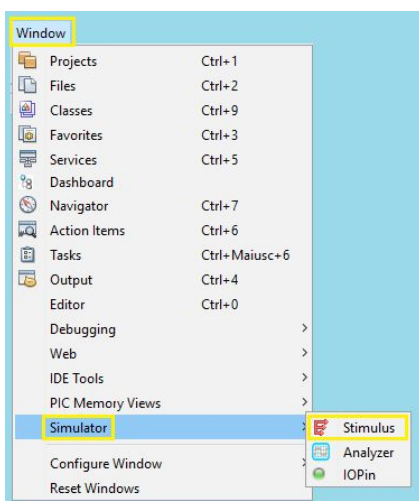 Window
Projects Ctrl+1
Files Ctrl+2
Classes Ctrl+9
Favorites Ctrl+3
Services Ctrl+5
Dashboard
Navigator Ctrl+7
Action Items Ctrl+6
Tasks Ctrl+Maiusc+6
Output Ctrl+4
Editor Ctrl+0
Debugging
Web
IDE Tools
PIC Memory Views
Simulator
Stimulus
Analyzer
IOPin
Configure Window
Reset Windows